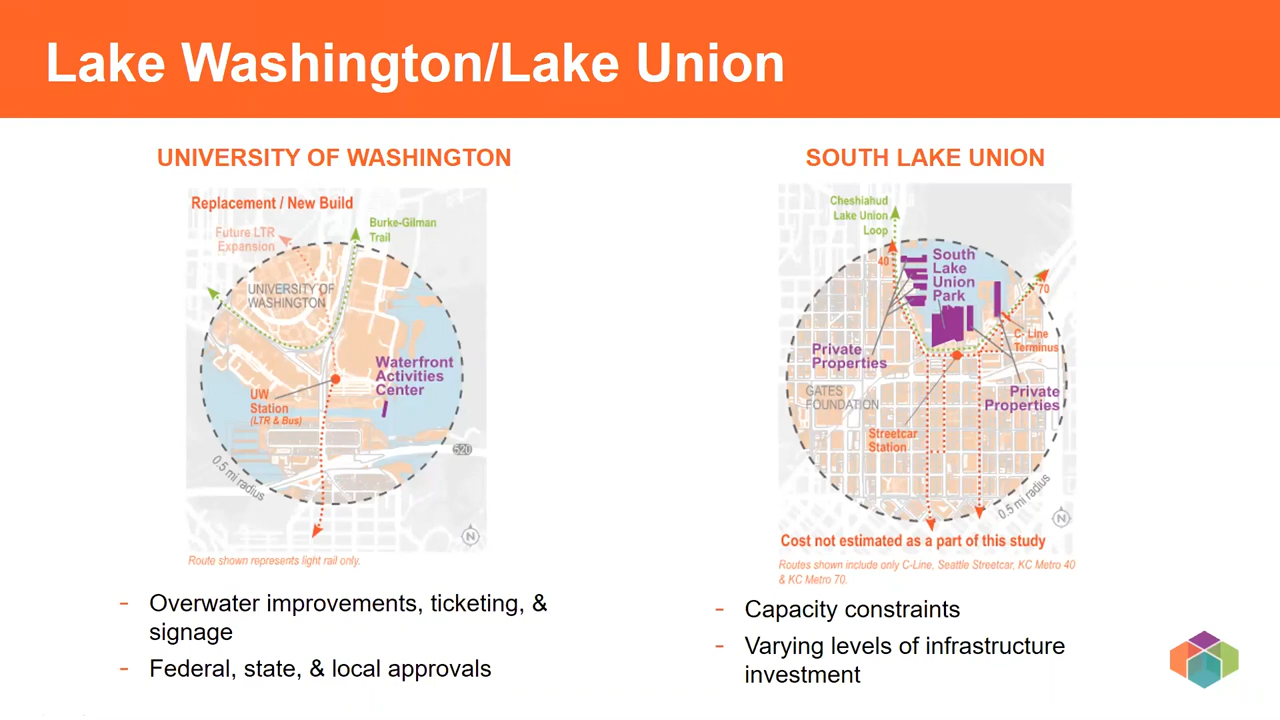 Lake Washington/Lake Union
UNIVERSITY OF WASHINGTON
Replacement / New Build
Future LTR
Expansion
Burke-Gilman
Trail
UNIVERSITY OF
WASHINGTON
Waterfront
Activities
Center
UW
Station
(LTR & Bus)
520
0.5 mi radius
N
Route shown represents light rail only.
- Overwater improvements, ticketing, &
signage
- Federal, state, & local approvals
SOUTH LAKE UNION
Cheshiahud
Lake Union
Loop
40
South
Lake
Union
Park
70
C- Line
Terminus
Private
Properties
GATES
FOUNDATION
Private
Properties
Streetcar
Station
0.5 mi radius
N
Cost not estimated as a part of this study
Routes shown include only C-Line, Seattle Streetcar, KC Metro 40
& KC Metro 70.
- Capacity constraints
- Varying levels of infrastructure
investment